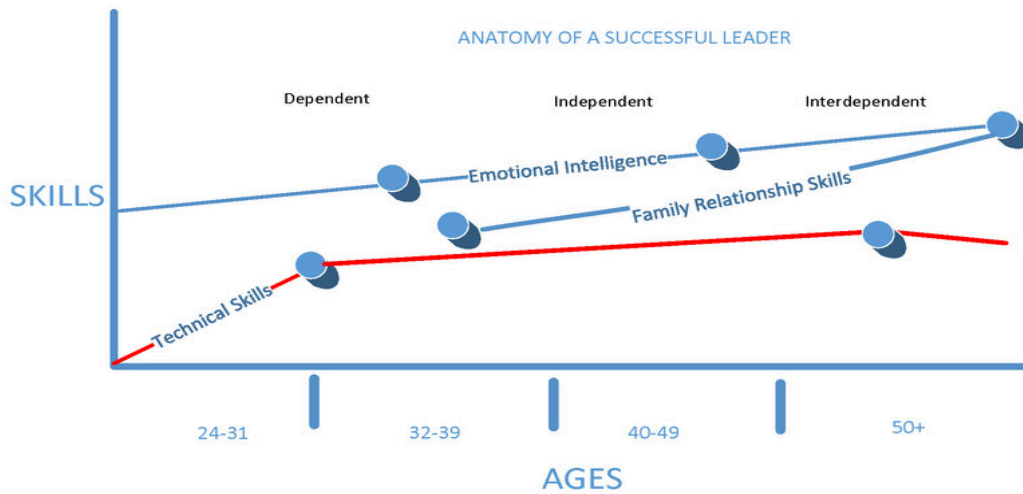 ANATOMY OF A SUCCESSFUL LEADER
Dependent
Independent
Interdependent
Emotional Intelligence
SKILLS
Family Relationship Skills
Technical Skills
24-31
32-39
40-49
50+
AGES